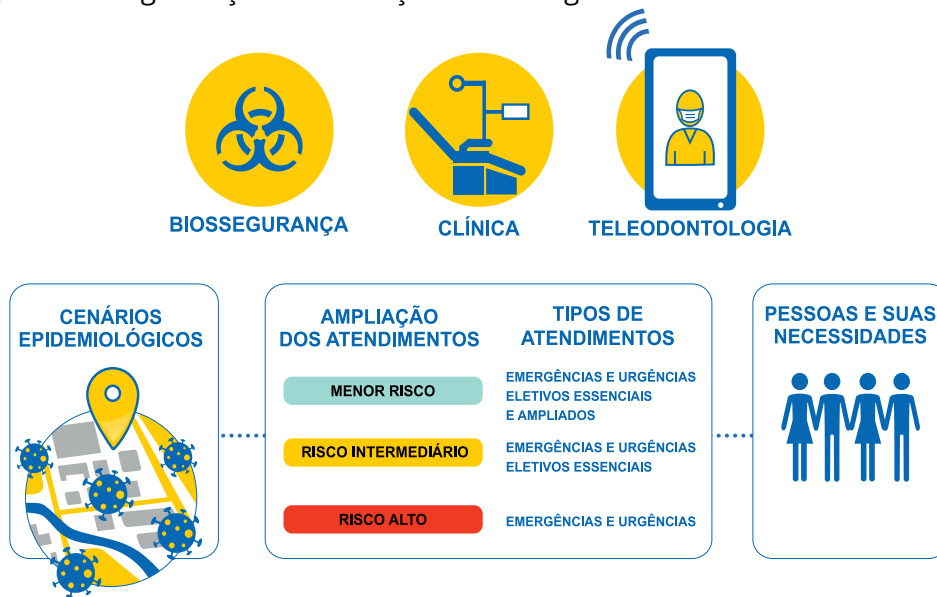 BIOSSEGURANÇA
CLÍNICA
TELEODONTOLOGIA
CENÁRIOS
EPIDEMIOLÓGICOS
AMPLIAÇÃO
DOS ATENDIMENTOS
TIPOS DE
ATENDIMENTOS
MENOR RISCO
EMERGÊNCIAS E URGÊNCIAS
ELETIVOS ESSENCIAIS
E AMPLIADOS
RISCO INTERMEDIÁRIO
EMERGÊNCIAS E URGÊNCIAS
ELETIVOS ESSENCIAIS
RISCO ALTO
EMERGÊNCIAS E URGÊNCIAS
PESSOAS E SUAS
NECESSIDADES